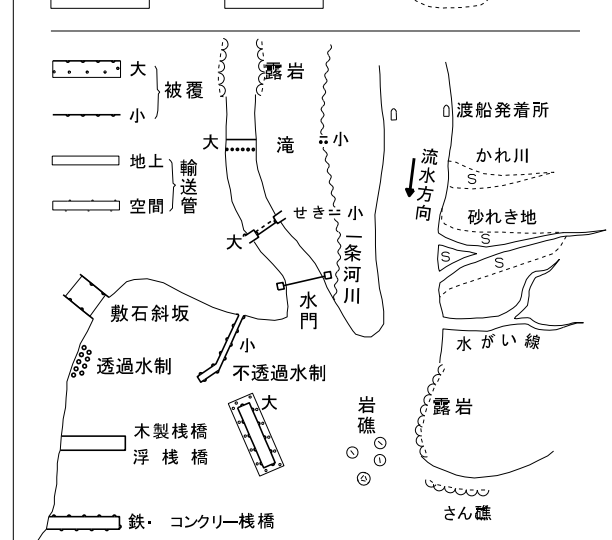 大
被覆
小
地上
輸送管
空間
露岩
大 滝 小
せき 小
大
一条河川
水門
渡船発着所
流水方向
かれ川
S
砂れき地
S
S
S
水がい線
露岩
さん礁
岩礁
敷石斜坂
透過水制
小
不透過水制
大
木製桟橋
浮桟橋
鉄・コンクリー桟橋